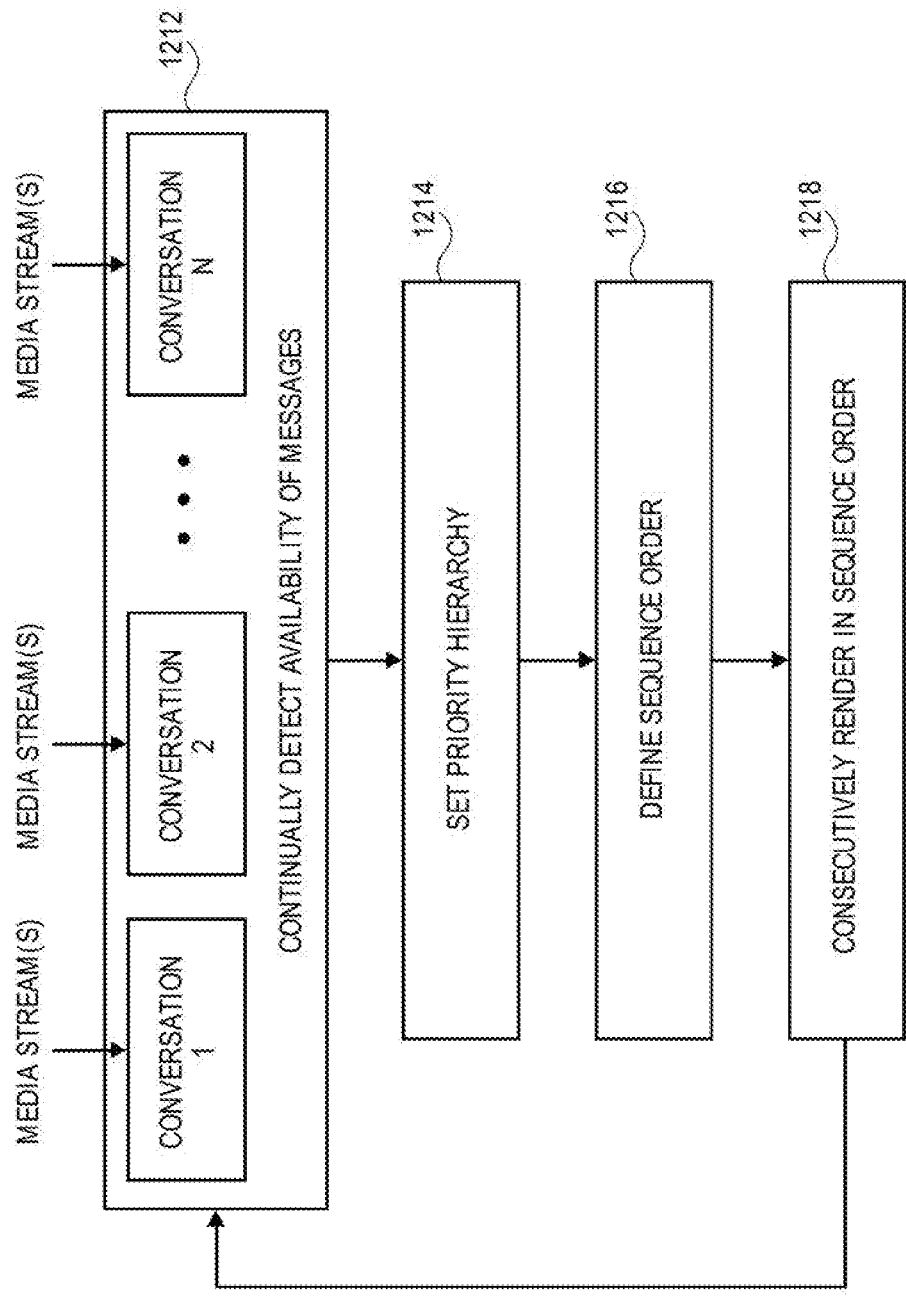 MEDIA STREAM(S)
MEDIA STREAM(S)
MEDIA STREAM(S)
1212
CONVERSATION
1
CONVERSATION
2
CONVERSATION
N
CONTINUALLY DETECT AVAILABILITY OF MESSAGES
1214
SET PRIORITY HIERARCHY
1216
DEFINE SEQUENCE ORDER
1218
CONSECUTIVELY RENDER IN SEQUENCE ORDER